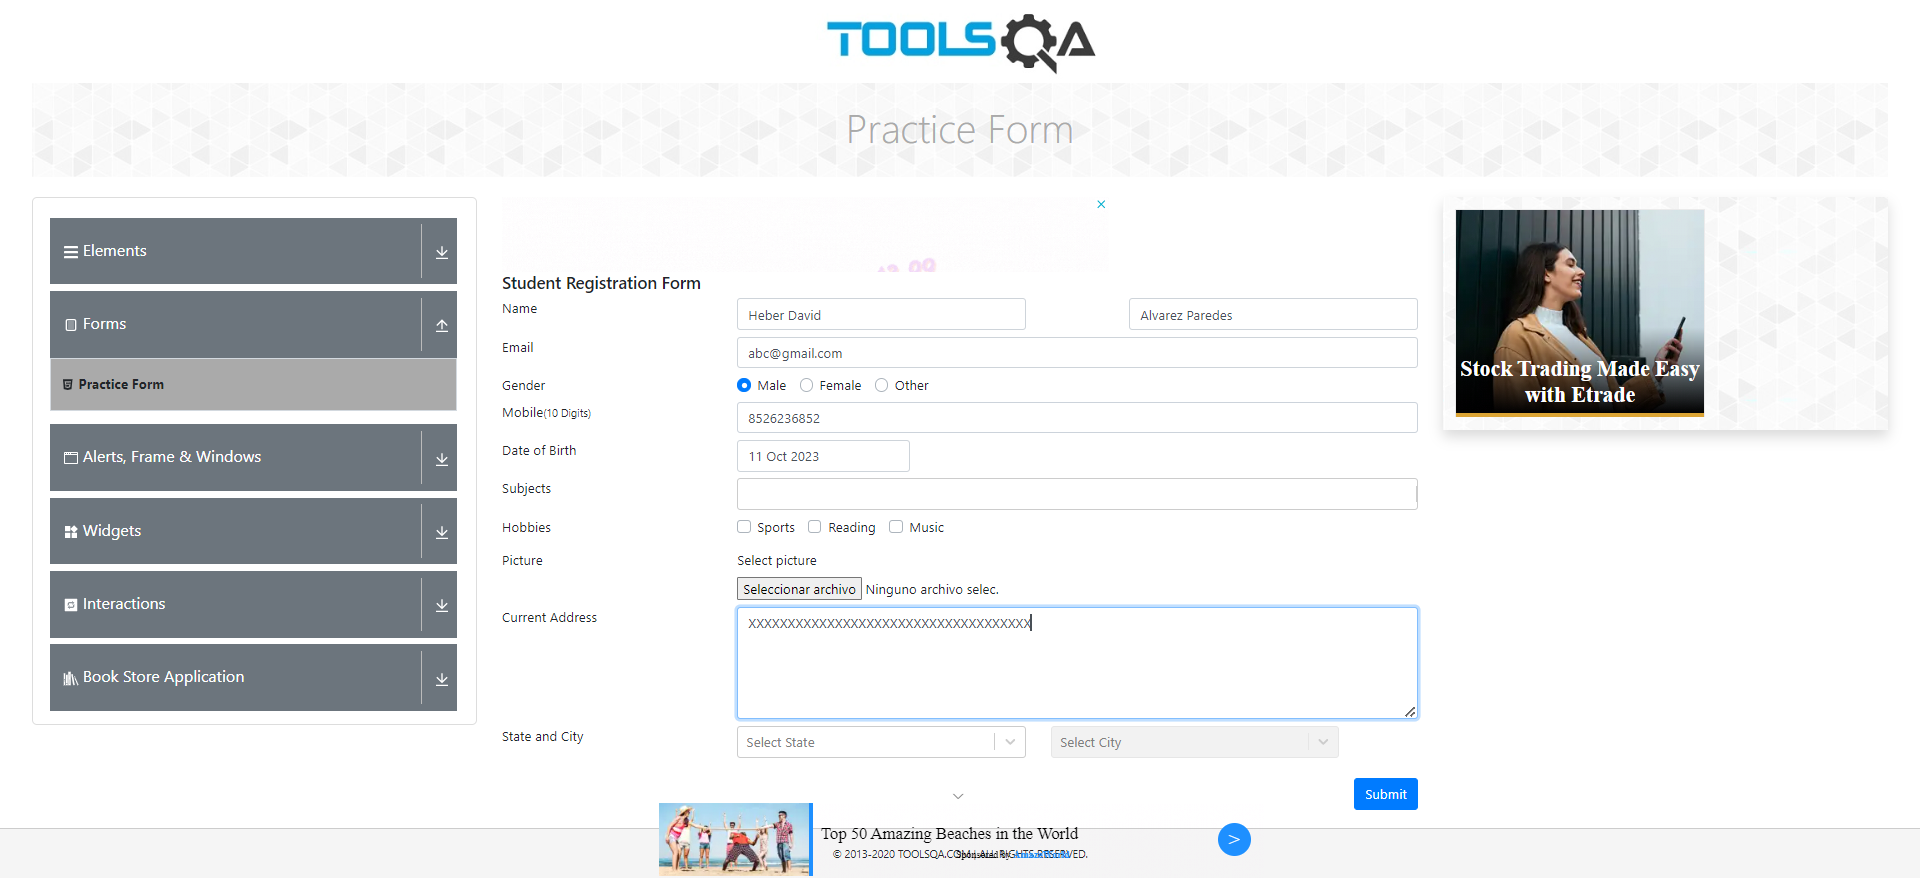 TOOLSQA
Practice Form
Elements
Forms
Practice Form
Alerts, Frame & Windows
Widgets
Interactions
Book Store Application
Student Registration Form
Name
Heber David
Alvarez Paredes
Email
abc@gmail.com
Gender
Male
Female
Other
Mobile(10 Digits)
8526236852
Date of Birth
11 Oct 2023
Subjects
Hobbies
Sports
Reading
Music
Picture
Select picture
Seleccionar archivo Ninguno archivo selec.
Current Address
XXXXXXXXXXXXXXXXXXXXXXXXXXXXXXXXXXXX
State and City
Select State
Select City
Submit
Stock Trading Made Easy
with Etrade
Top 50 Amazing Beaches in the World
© 2013-2020 TOOLSQA.COM | ALL RIGHTS RESERVED.